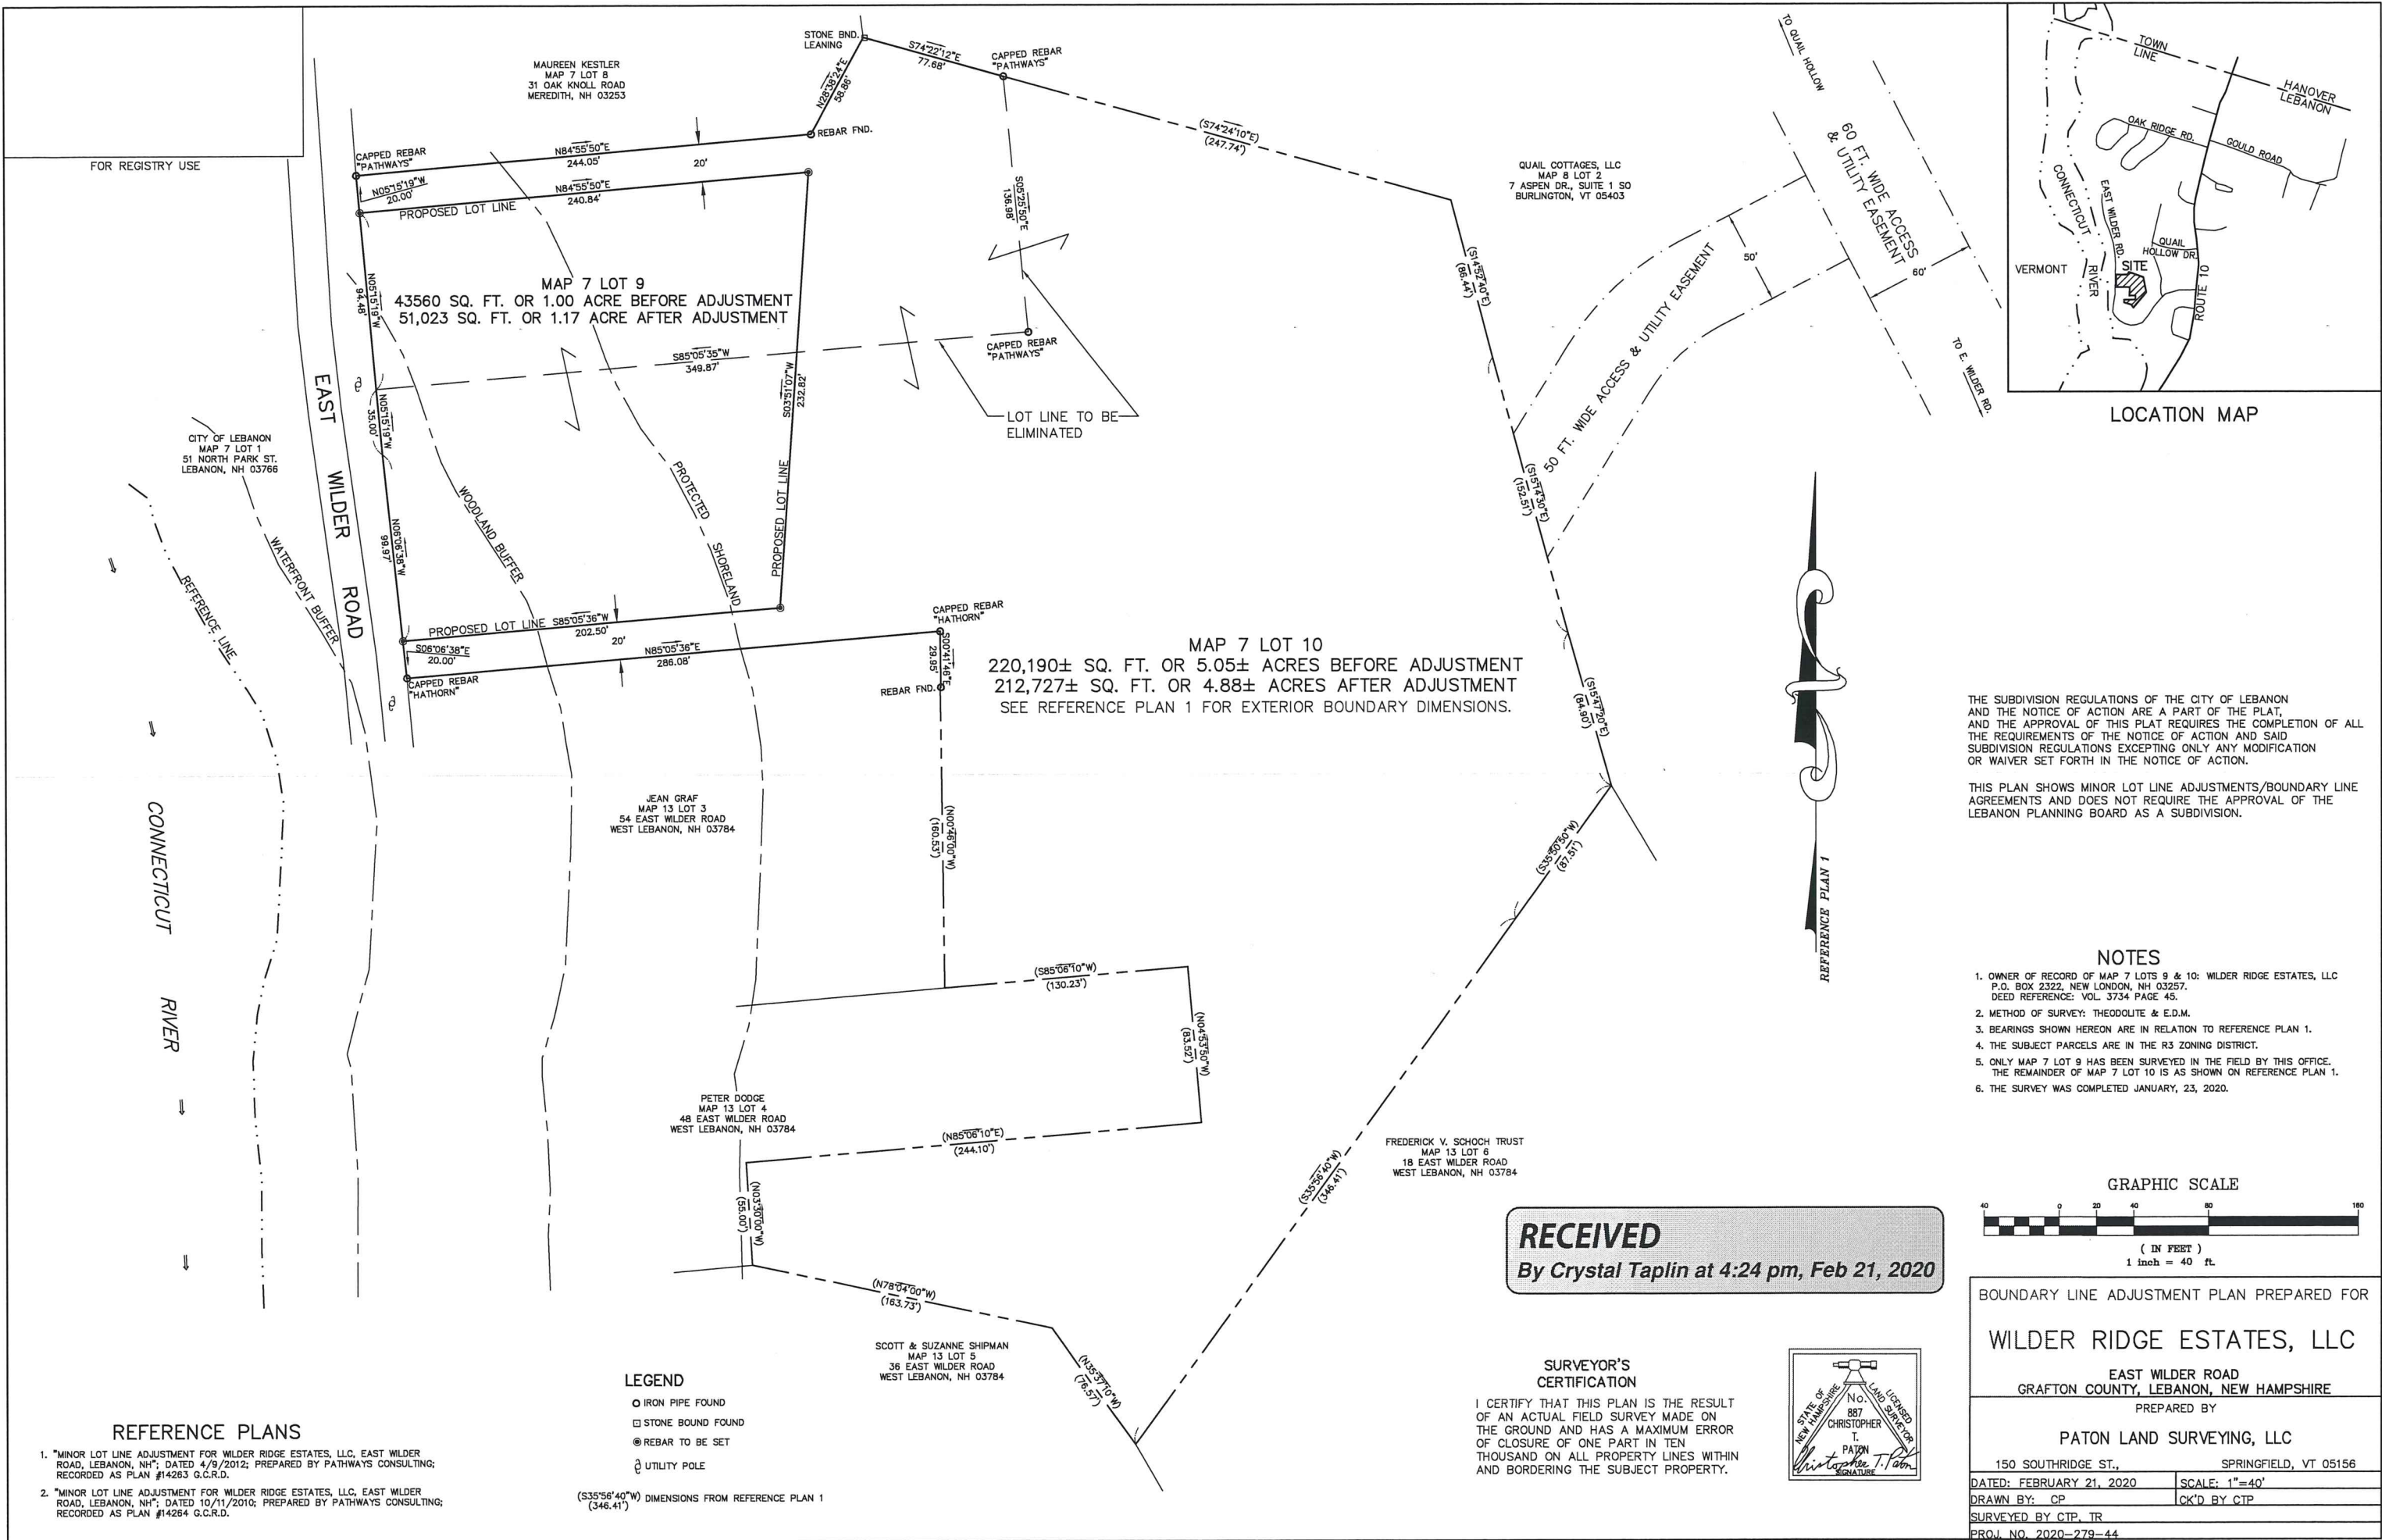 FOR REGISTRY USE
MAUREEN KESTLER
MAP 7 LOT 8
31 OAK KNOLL ROAD
MEREDITH, NH 03253
STONE BND.
LEANING
N28°38'24"E
58.86'
REBAR FND.
S74°22'12"E
77.68'
CAPPED REBAR
"PATHWAYS"
(S74°24'10"E)
(247.74')
CAPPED REBAR
"PATHWAYS"
N84°55'50"E
244.05'
20'
N05°15'19"W
20.00'
N84°55'50"E
240.84'
PROPOSED LOT LINE
S05°25'50"E
136.98'
MAP 7 LOT 9
43560 SQ. FT. OR 1.00 ACRE BEFORE ADJUSTMENT
51,023 SQ. FT. OR 1.17 ACRE AFTER ADJUSTMENT
N05°15'19"W
94.48'
S85°05'35"W
349.87'
CAPPED REBAR
"PATHWAYS"
S03°51'07"W
232.82'
LOT LINE TO BE
ELIMINATED
N05°15'19"W
35.00'
EAST WILDER ROAD
CITY OF LEBANON
MAP 7 LOT 1
51 NORTH PARK ST.
LEBANON, NH 03766
WOODLAND BUFFER
PROTECTED SHORELAND
PROPOSED LOT LINE
N06°06'38"W
99.97'
WATERFRONT BUFFER
REFERENCE LINE
PROPOSED LOT LINE S85°05'36"W
202.50'
20'
S06°06'38"E
20.00'
N85°05'36"E
286.08'
CAPPED REBAR
"HATHORN"
CAPPED REBAR
"HATHORN"
S00°41'46"E
29.95'
REBAR FND.
MAP 7 LOT 10
220,190± SQ. FT. OR 5.05± ACRES BEFORE ADJUSTMENT
212,727± SQ. FT. OR 4.88± ACRES AFTER ADJUSTMENT
SEE REFERENCE PLAN 1 FOR EXTERIOR BOUNDARY DIMENSIONS.
QUAIL COTTAGES, LLC
MAP 8 LOT 2
7 ASPEN DR., SUITE 1 SO
BURLINGTON, VT 05403
TO QUAIL HOLLOW
60 FT. WIDE ACCESS
& UTILITY EASEMENT
50'
60'
50 FT. WIDE ACCESS & UTILITY EASEMENT
TO E. WILDER RD.
(S14°52'40"E)
(86.44')
(S15°14'30"E)
(152.51')
(S15°47'20"E)
(84.90')
(S35°50'50"W)
(87.51')
(S35°56'40"W)
(346.41')
JEAN GRAF
MAP 13 LOT 3
54 EAST WILDER ROAD
WEST LEBANON, NH 03784
(N00°46'00"W)
(160.53')
(S85°06'10"W)
(130.23')
(N04°53'50"W)
(83.52')
PETER DODGE
MAP 13 LOT 4
48 EAST WILDER ROAD
WEST LEBANON, NH 03784
(N85°06'10"E)
(244.10')
(N03°30'00"W)
(55.00')
(N78°04'00"W)
(163.73')
(N35°37'10"W)
(76.57')
SCOTT & SUZANNE SHIPMAN
MAP 13 LOT 5
36 EAST WILDER ROAD
WEST LEBANON, NH 03784
FREDERICK V. SCHOCH TRUST
MAP 13 LOT 6
18 EAST WILDER ROAD
WEST LEBANON, NH 03784
CONNECTICUT RIVER
TOWN
LINE
HANOVER
LEBANON
OAK RIDGE RD.
GOULD ROAD
CONNECTICUT
RIVER
EAST WILDER RD.
QUAIL
HOLLOW DR.
VERMONT
SITE
ROUTE 10
LOCATION MAP
REFERENCE PLAN 1
THE SUBDIVISION REGULATIONS OF THE CITY OF LEBANON
AND THE NOTICE OF ACTION ARE A PART OF THE PLAT,
AND THE APPROVAL OF THIS PLAT REQUIRES THE COMPLETION OF ALL
THE REQUIREMENTS OF THE NOTICE OF ACTION AND SAID
SUBDIVISION REGULATIONS EXCEPTING ONLY ANY MODIFICATION
OR WAIVER SET FORTH IN THE NOTICE OF ACTION.
THIS PLAN SHOWS MINOR LOT LINE ADJUSTMENTS/BOUNDARY LINE
AGREEMENTS AND DOES NOT REQUIRE THE APPROVAL OF THE
LEBANON PLANNING BOARD AS A SUBDIVISION.
NOTES
1. OWNER OF RECORD OF MAP 7 LOTS 9 & 10: WILDER RIDGE ESTATES, LLC
P.O. BOX 2322, NEW LONDON, NH 03257.
DEED REFERENCE: VOL. 3734 PAGE 45.
2. METHOD OF SURVEY: THEODOLITE & E.D.M.
3. BEARINGS SHOWN HEREON ARE IN RELATION TO REFERENCE PLAN 1.
4. THE SUBJECT PARCELS ARE IN THE R3 ZONING DISTRICT.
5. ONLY MAP 7 LOT 9 HAS BEEN SURVEYED IN THE FIELD BY THIS OFFICE.
THE REMAINDER OF MAP 7 LOT 10 IS AS SHOWN ON REFERENCE PLAN 1.
6. THE SURVEY WAS COMPLETED JANUARY, 23, 2020.
GRAPHIC SCALE
40 0 20 40 80 160
( IN FEET )
1 inch = 40 ft.
RECEIVED
By Crystal Taplin at 4:24 pm, Feb 21, 2020
SURVEYOR'S
CERTIFICATION
I CERTIFY THAT THIS PLAN IS THE RESULT
OF AN ACTUAL FIELD SURVEY MADE ON
THE GROUND AND HAS A MAXIMUM ERROR
OF CLOSURE OF ONE PART IN TEN
THOUSAND ON ALL PROPERTY LINES WITHIN
AND BORDERING THE SUBJECT PROPERTY.
STATE OF
NEW HAMPSHIRE
LICENSED
LAND SURVEYOR
No.
887
CHRISTOPHER
T.
PATON
Christopher T. Paton
SIGNATURE
BOUNDARY LINE ADJUSTMENT PLAN PREPARED FOR
WILDER RIDGE ESTATES, LLC
EAST WILDER ROAD
GRAFTON COUNTY, LEBANON, NEW HAMPSHIRE
PREPARED BY
PATON LAND SURVEYING, LLC
150 SOUTHRIDGE ST., SPRINGFIELD, VT 05156
DATED: FEBRUARY 21, 2020 SCALE: 1"=40'
DRAWN BY: CP CK'D BY CTP
SURVEYED BY CTP, TR
PROJ. NO. 2020-279-44
LEGEND
IRON PIPE FOUND
STONE BOUND FOUND
REBAR TO BE SET
UTILITY POLE
(S35°56'40"W) DIMENSIONS FROM REFERENCE PLAN 1
(346.41')
REFERENCE PLANS
1. "MINOR LOT LINE ADJUSTMENT FOR WILDER RIDGE ESTATES, LLC, EAST WILDER
ROAD, LEBANON, NH"; DATED 4/9/2012; PREPARED BY PATHWAYS CONSULTING;
RECORDED AS PLAN #14263 G.C.R.D.
2. "MINOR LOT LINE ADJUSTMENT FOR WILDER RIDGE ESTATES, LLC, EAST WILDER
ROAD, LEBANON, NH"; DATED 10/11/2010; PREPARED BY PATHWAYS CONSULTING;
RECORDED AS PLAN #14264 G.C.R.D.